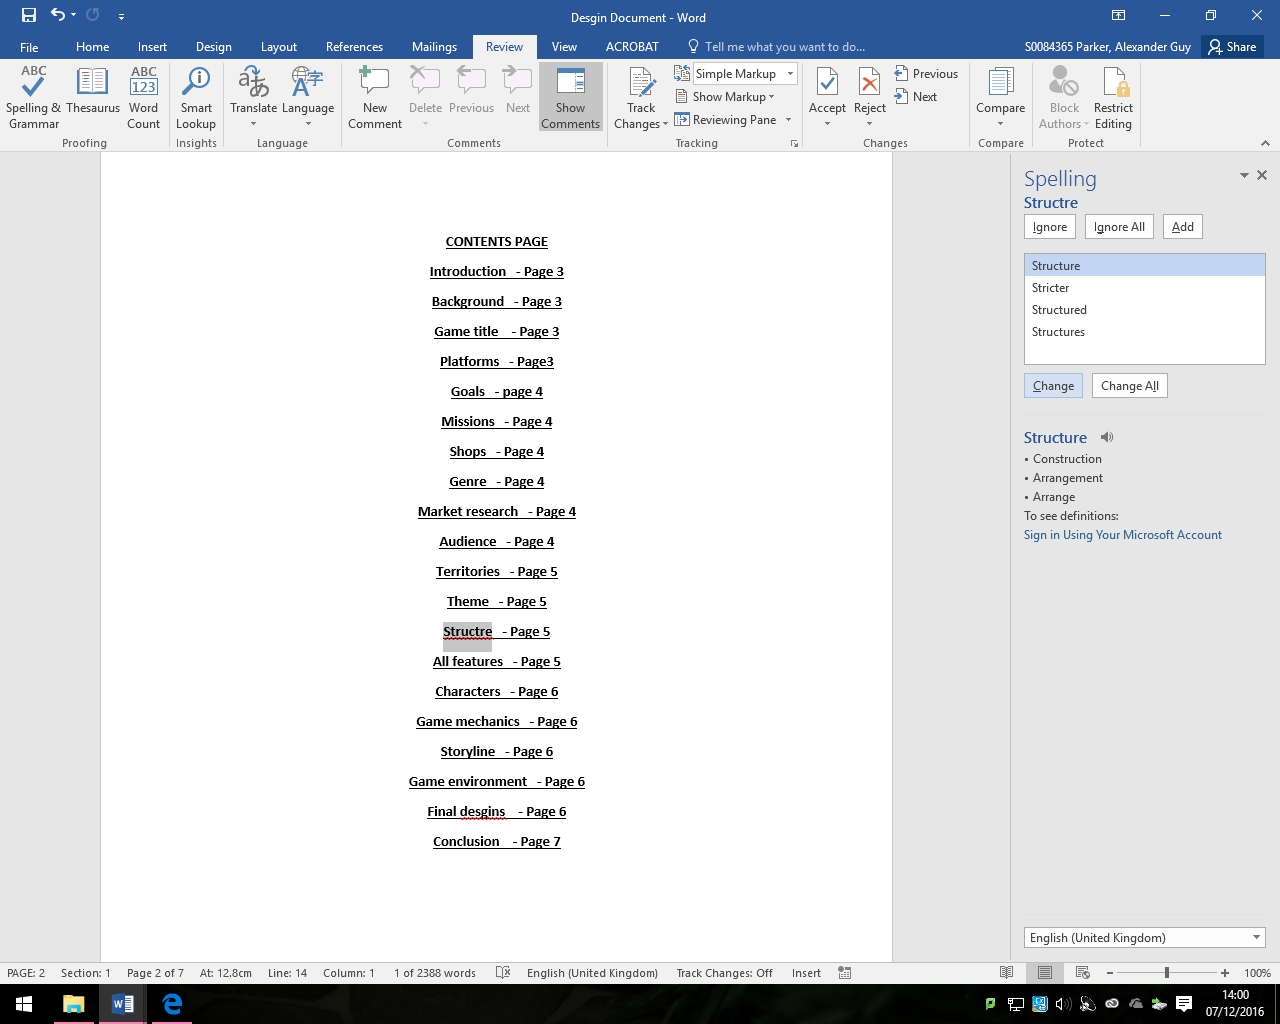 Desgin Document - Word
File Home Insert Design Layout References Mailings Review View ACROBAT Tell me what you want to do... S0084365 Parker, Alexander Guy Share
ABC Spelling & Grammar
Thesaurus
ABC 123 Word Count
Smart Lookup
Translate
Language
New Comment
Delete
Previous
Next
Show Comments
Track Changes
Simple Markup
Show Markup
Reviewing Pane
Accept
Reject
Previous
Next
Compare
Block Authors
Restrict Editing
Proofing Insights Language Comments Tracking Changes Compare Protect
CONTENTS PAGE
Introduction - Page 3
Background - Page 3
Game title - Page 3
Platforms - Page3
Goals - page 4
Missions - Page 4
Shops - Page 4
Genre - Page 4
Market research - Page 4
Audience - Page 4
Territories - Page 5
Theme - Page 5
Structre - Page 5
All features - Page 5
Characters - Page 6
Game mechanics - Page 6
Storyline - Page 6
Game environment - Page 6
Final desgins - Page 6
Conclusion - Page 7
Spelling
Structre
Ignore Ignore All Add
Structure
Stricter
Structured
Structures
Change Change All
Structure
• Construction
• Arrangement
• Arrange
To see definitions:
Sign in Using Your Microsoft Account
English (United Kingdom)
PAGE: 2 Section: 1 Page 2 of 7 At: 12.8cm Line: 14 Column: 1 1 of 2388 words English (United Kingdom) Track Changes: Off Insert 100%
14:00
07/12/2016